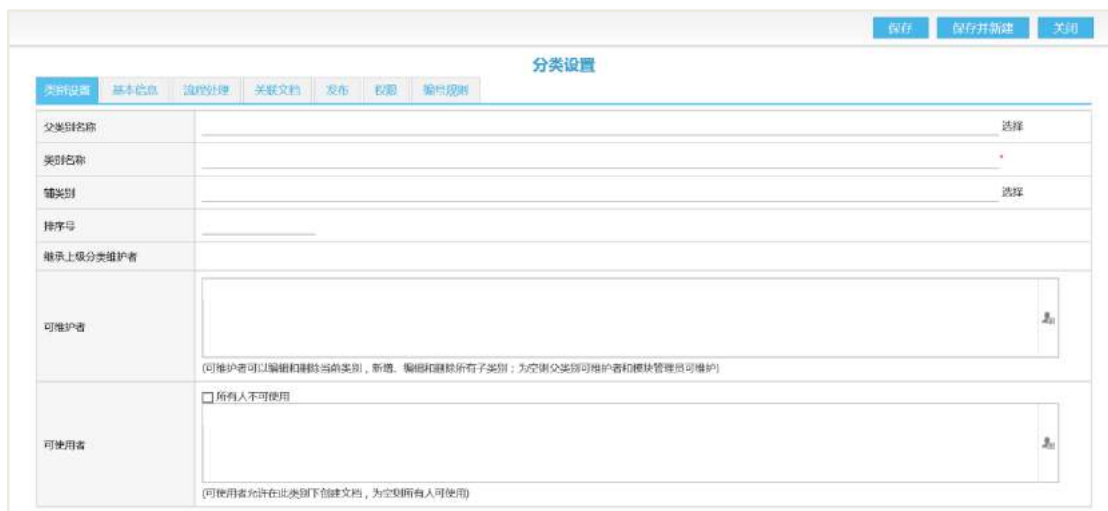 保存 保存并新建 关闭
分类设置
类别设置 基本信息 流程处理 关联文档 发布 权限 编号规则
父类别名称 选择
类别名称 *
辅类别 选择
排序号
继承上级分类维护者
可维护者
(可维护者可以编辑和删除当前类别，新增、编辑和删除所有子类别；为空则父类别可维护者和模块管理员可维护)
所有人不可使用
可使用者
(可使用者允许在此类别下创建文档，为空则所有人可使用)